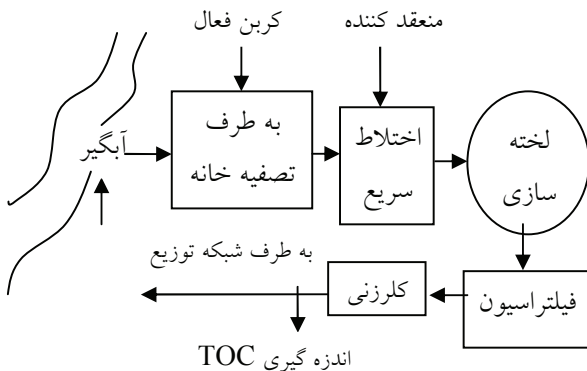 کربن فعال
منعقد کننده
آبگیر
به طرف
تصفیه خانه
اختلاط
سریع
لخته
سازی
فیلتراسیون
کلرزنی
به طرف شبکه توزیع
اندزه گیری TOC